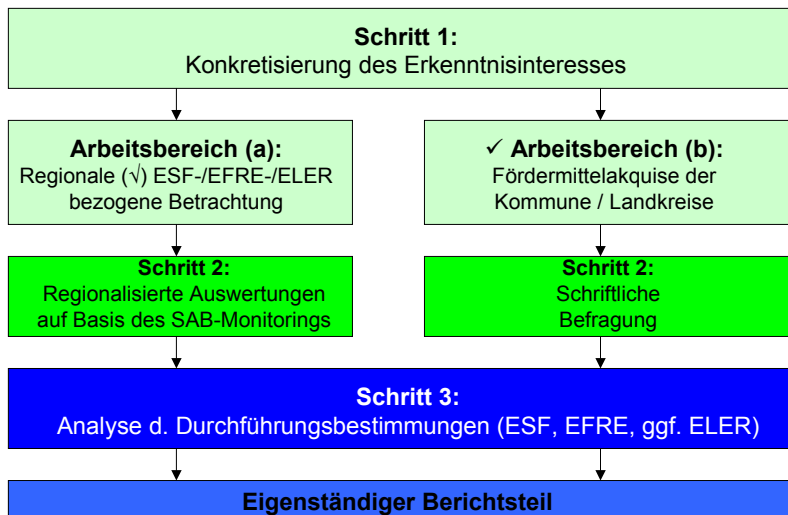 Schritt 1:
Konkretisierung des Erkenntnisinteresses
Arbeitsbereich (a):
Regionale (√) ESF-/EFRE-/ELER
bezogene Betrachtung
✓ Arbeitsbereich (b):
Fördermittelakquise der
Kommune / Landkreise
Schritt 2:
Regionalisierte Auswertungen
auf Basis des SAB-Monitorings
Schritt 2:
Schriftliche
Befragung
Schritt 3:
Analyse d. Durchführungsbestimmungen (ESF, EFRE, ggf. ELER)
Eigenständiger Berichtsteil